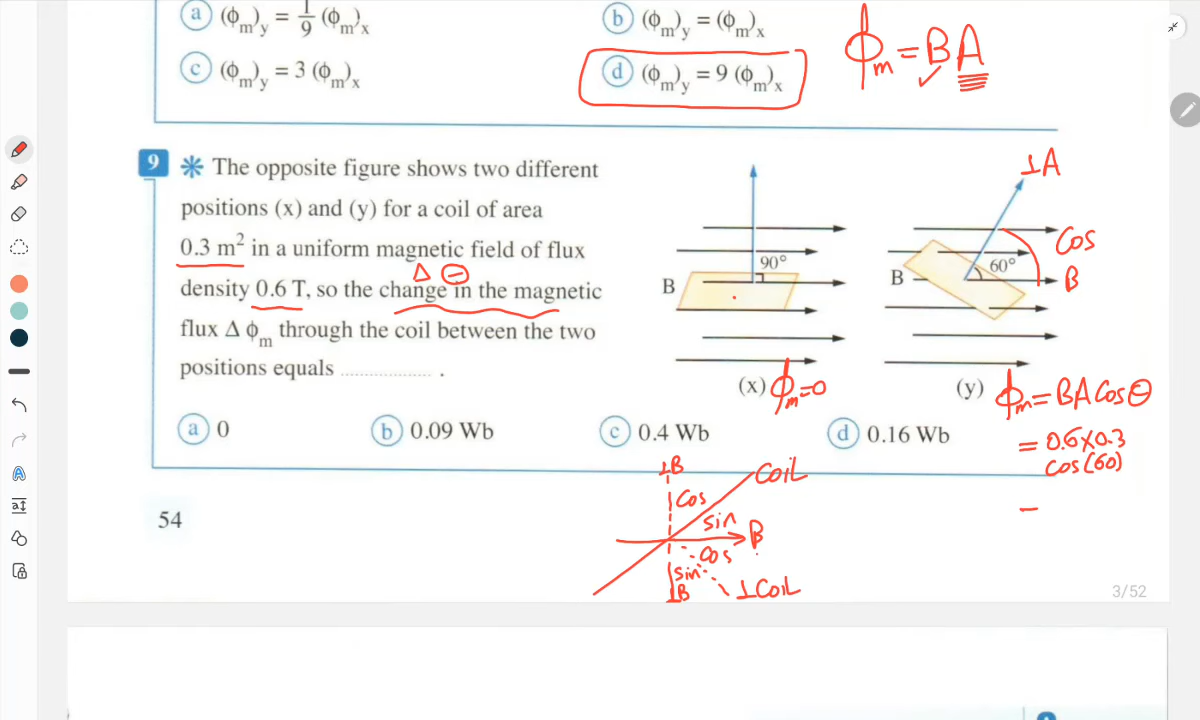 a (ϕm)y = 1/9 (ϕm)x
b (ϕm)y = (ϕm)x
c (ϕm)y = 3 (ϕm)x
d (ϕm)y = 9 (ϕm)x
ϕm = BA
9 * The opposite figure shows two different
positions (x) and (y) for a coil of area
0.3 m² in a uniform magnetic field of flux
Δ −
density 0.6 T, so the change in the magnetic
flux Δ ϕm through the coil between the two
positions equals .................. .
90°
B
(x) ϕm=0
⊥A
Cos
60°
B
B
(y) ϕm=BA Cosθ
= 0.6×0.3
Cos(60)
=
a 0
b 0.09 Wb
c 0.4 Wb
d 0.16 Wb
⊥B
Coil
Cos
Sin
B
Cos
Sin
⊥B
⊥Coil
54
3/52